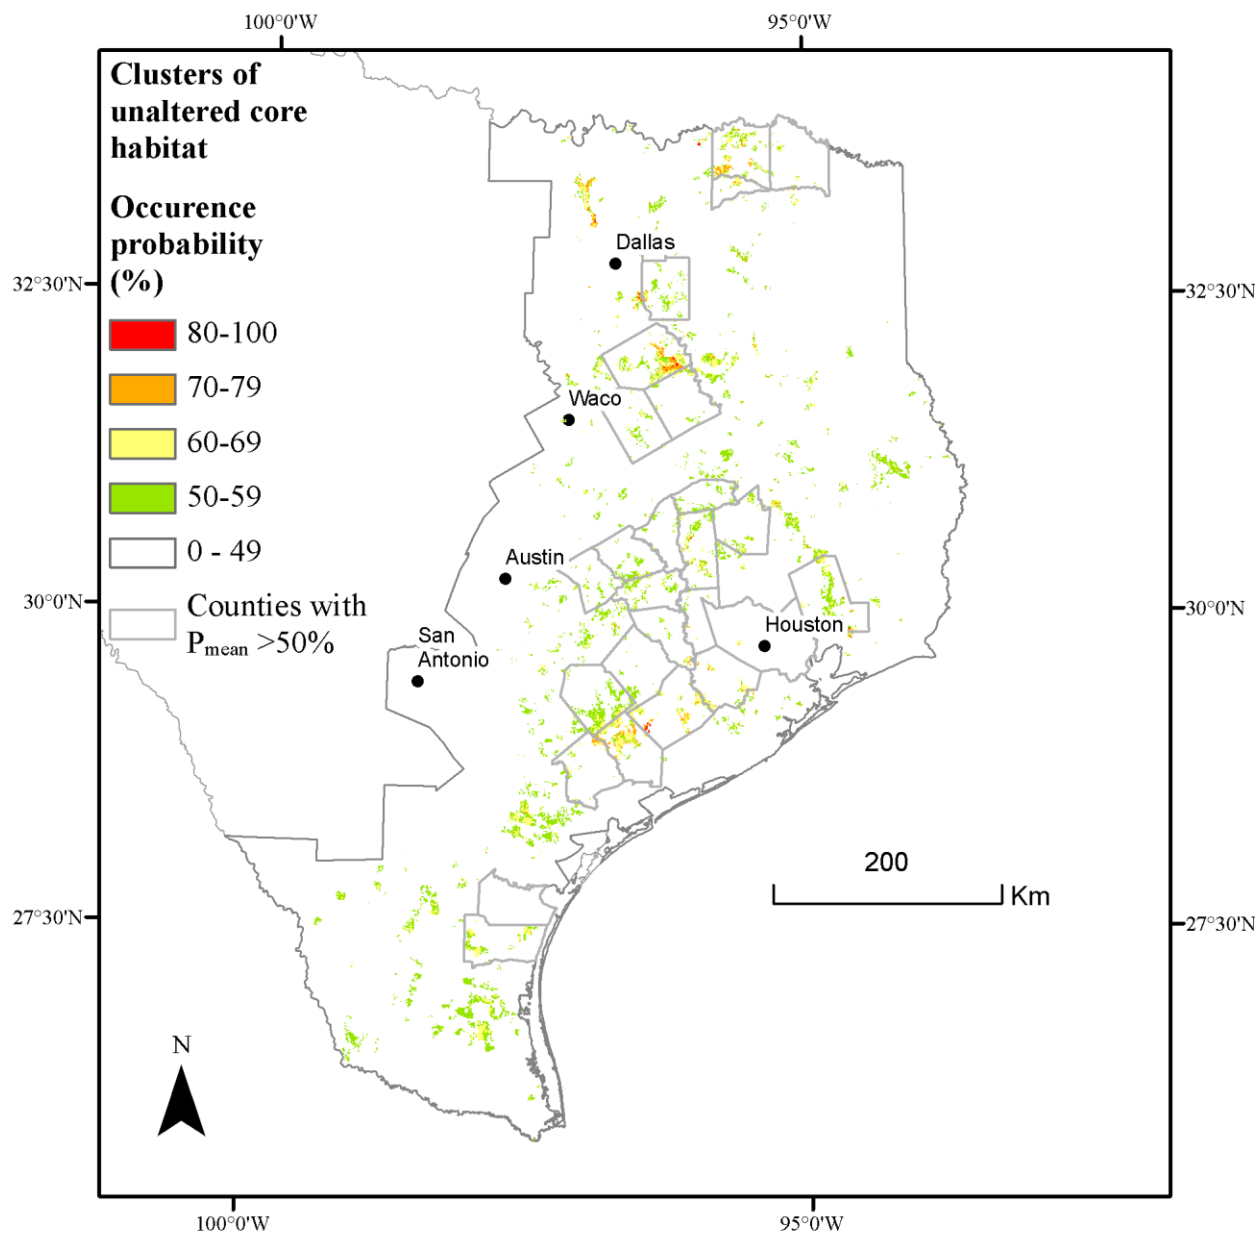 100°0'W
95°0'W
Clusters of
unaltered core
habitat
Occurence
probability
(%)
80-100
70-79
60-69
50-59
0 - 49
Counties with
Pmean >50%
Dallas
Waco
Austin
San
Antonio
Houston
32°30'N
32°30'N
30°0'N
30°0'N
27°30'N
27°30'N
200
Km
N
100°0'W
95°0'W